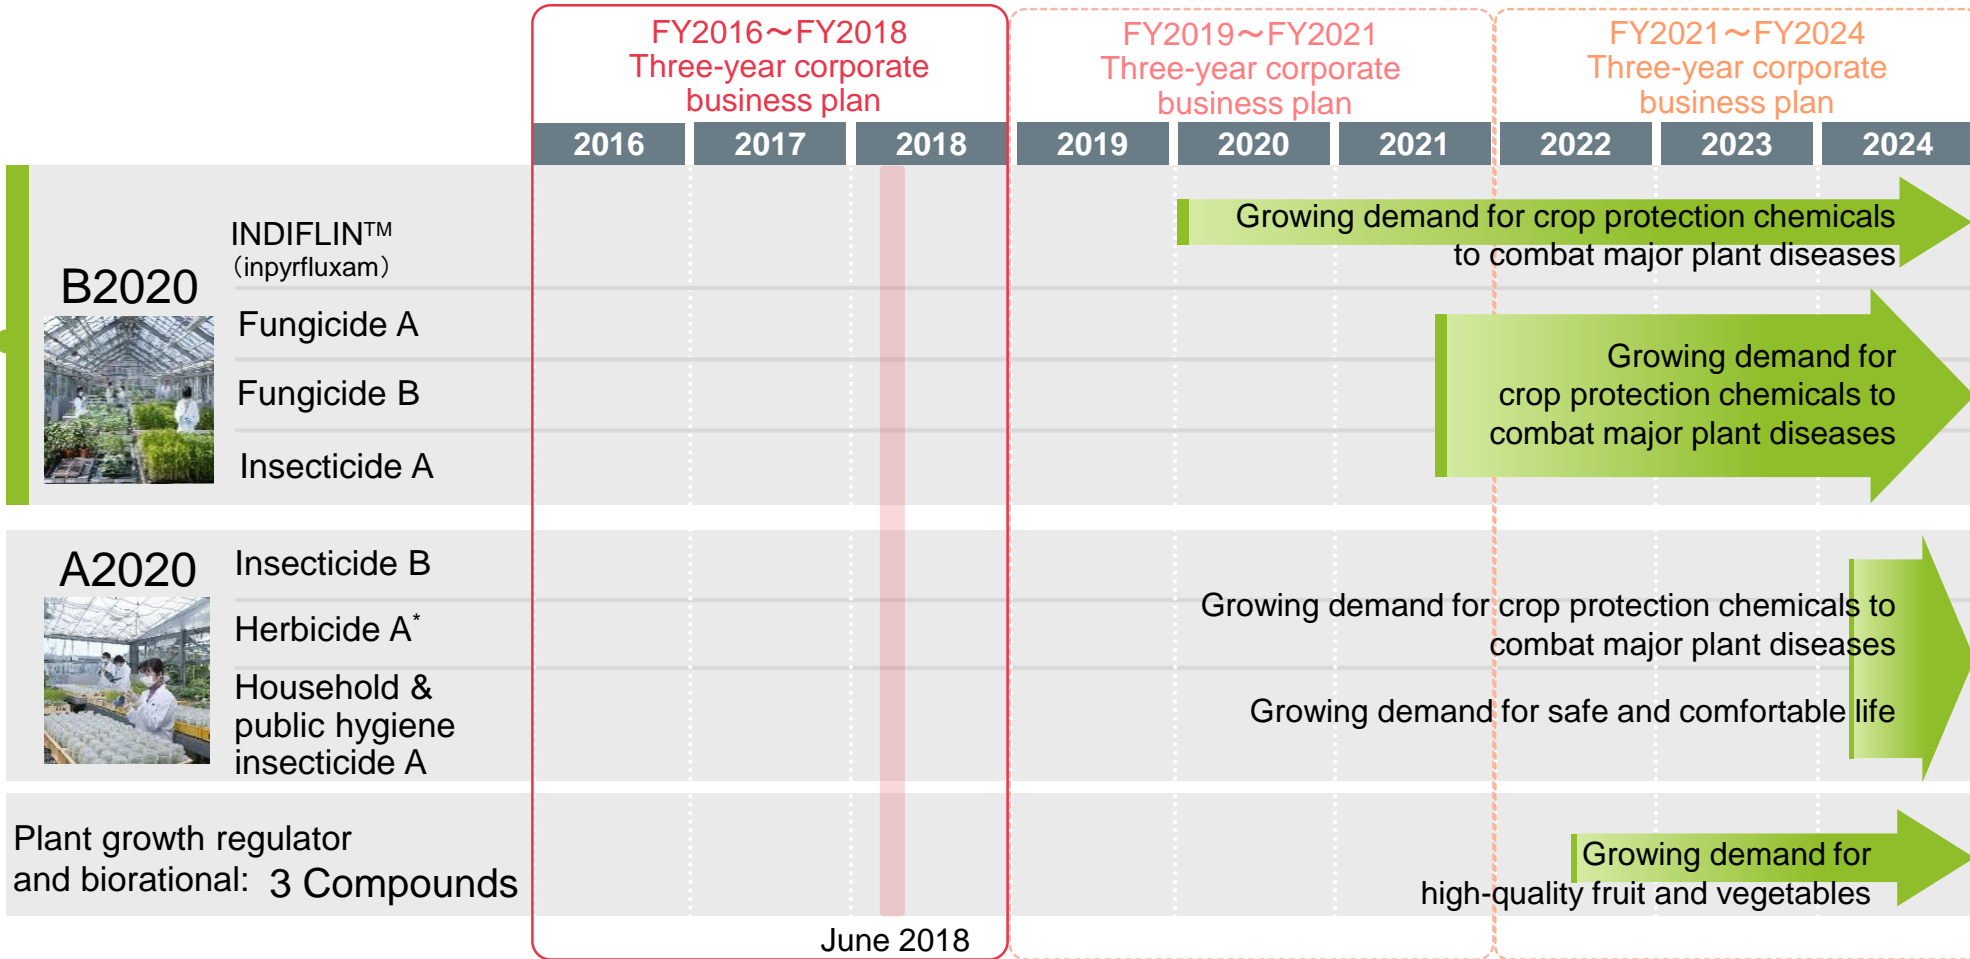 FY2016～FY2018
Three-year corporate
business plan
FY2019～FY2021
Three-year corporate
business plan
FY2021～FY2024
Three-year corporate
business plan
2016
2017
2018
2019
2020
2021
2022
2023
2024
B2020
INDIFLIN™
（inpyrfluxam）
Growing demand for crop protection chemicals
to combat major plant diseases
Fungicide A
Fungicide B
Insecticide A
Growing demand for
crop protection chemicals to
combat major plant diseases
A2020
Insecticide B
Herbicide A*
Household &
public hygiene
insecticide A
Growing demand for crop protection chemicals to
combat major plant diseases
Growing demand for safe and comfortable life
Plant growth regulator
and biorational: 3 Compounds
Growing demand for
high-quality fruit and vegetables
June 2018